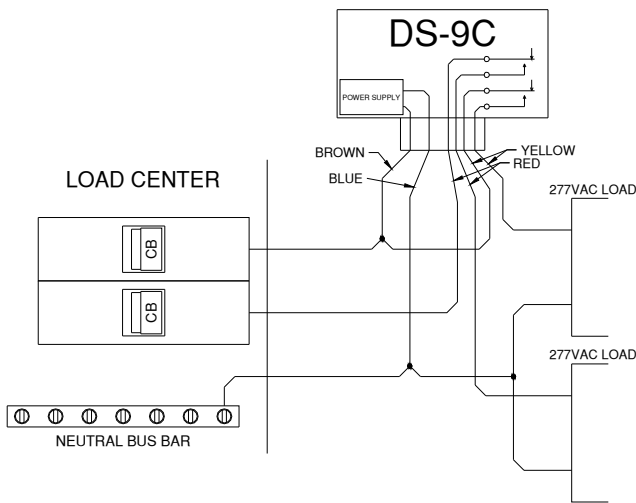 DS-9C
POWER SUPPLY
BROWN
YELLOW
RED
BLUE
LOAD CENTER
277VAC LOAD
CB
CB
277VAC LOAD
NEUTRAL BUS BAR